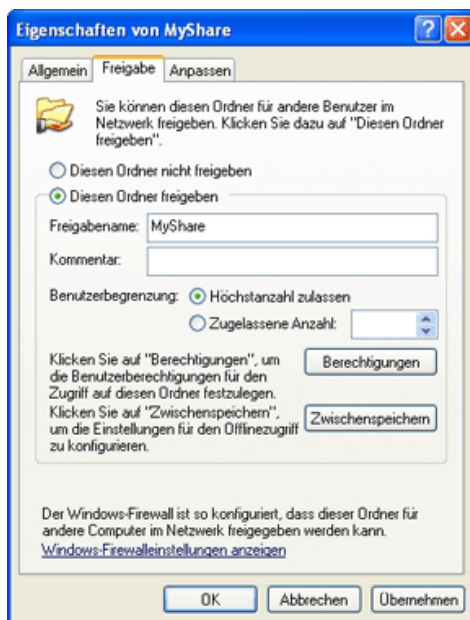 Eigenschaften von MyShare
Allgemein Freigabe Anpassen
Sie können diesen Ordner für andere Benutzer im
Netzwerk freigeben. Klicken Sie dazu auf "Diesen Ordner
freigeben".
Diesen Ordner nicht freigeben
Diesen Ordner freigeben
Freigabename: MyShare
Kommentar:
Benutzerbegrenzung: Höchstanzahl zulassen
Zugelassene Anzahl:
Klicken Sie auf "Berechtigungen", um
die Benutzerberechtigungen für den
Zugriff auf diesen Ordner festzulegen.
Berechtigungen
Klicken Sie auf "Zwischenspeichern",
um die Einstellungen für den Offlinezugriff
zu konfigurieren.
Zwischenspeichern
Der Windows-Firewall ist so konfiguriert, dass dieser Ordner für
andere Computer im Netzwerk freigegeben werden kann.
Windows-Firewalleinstellungen anzeigen
OK Abbrechen Übernehmen